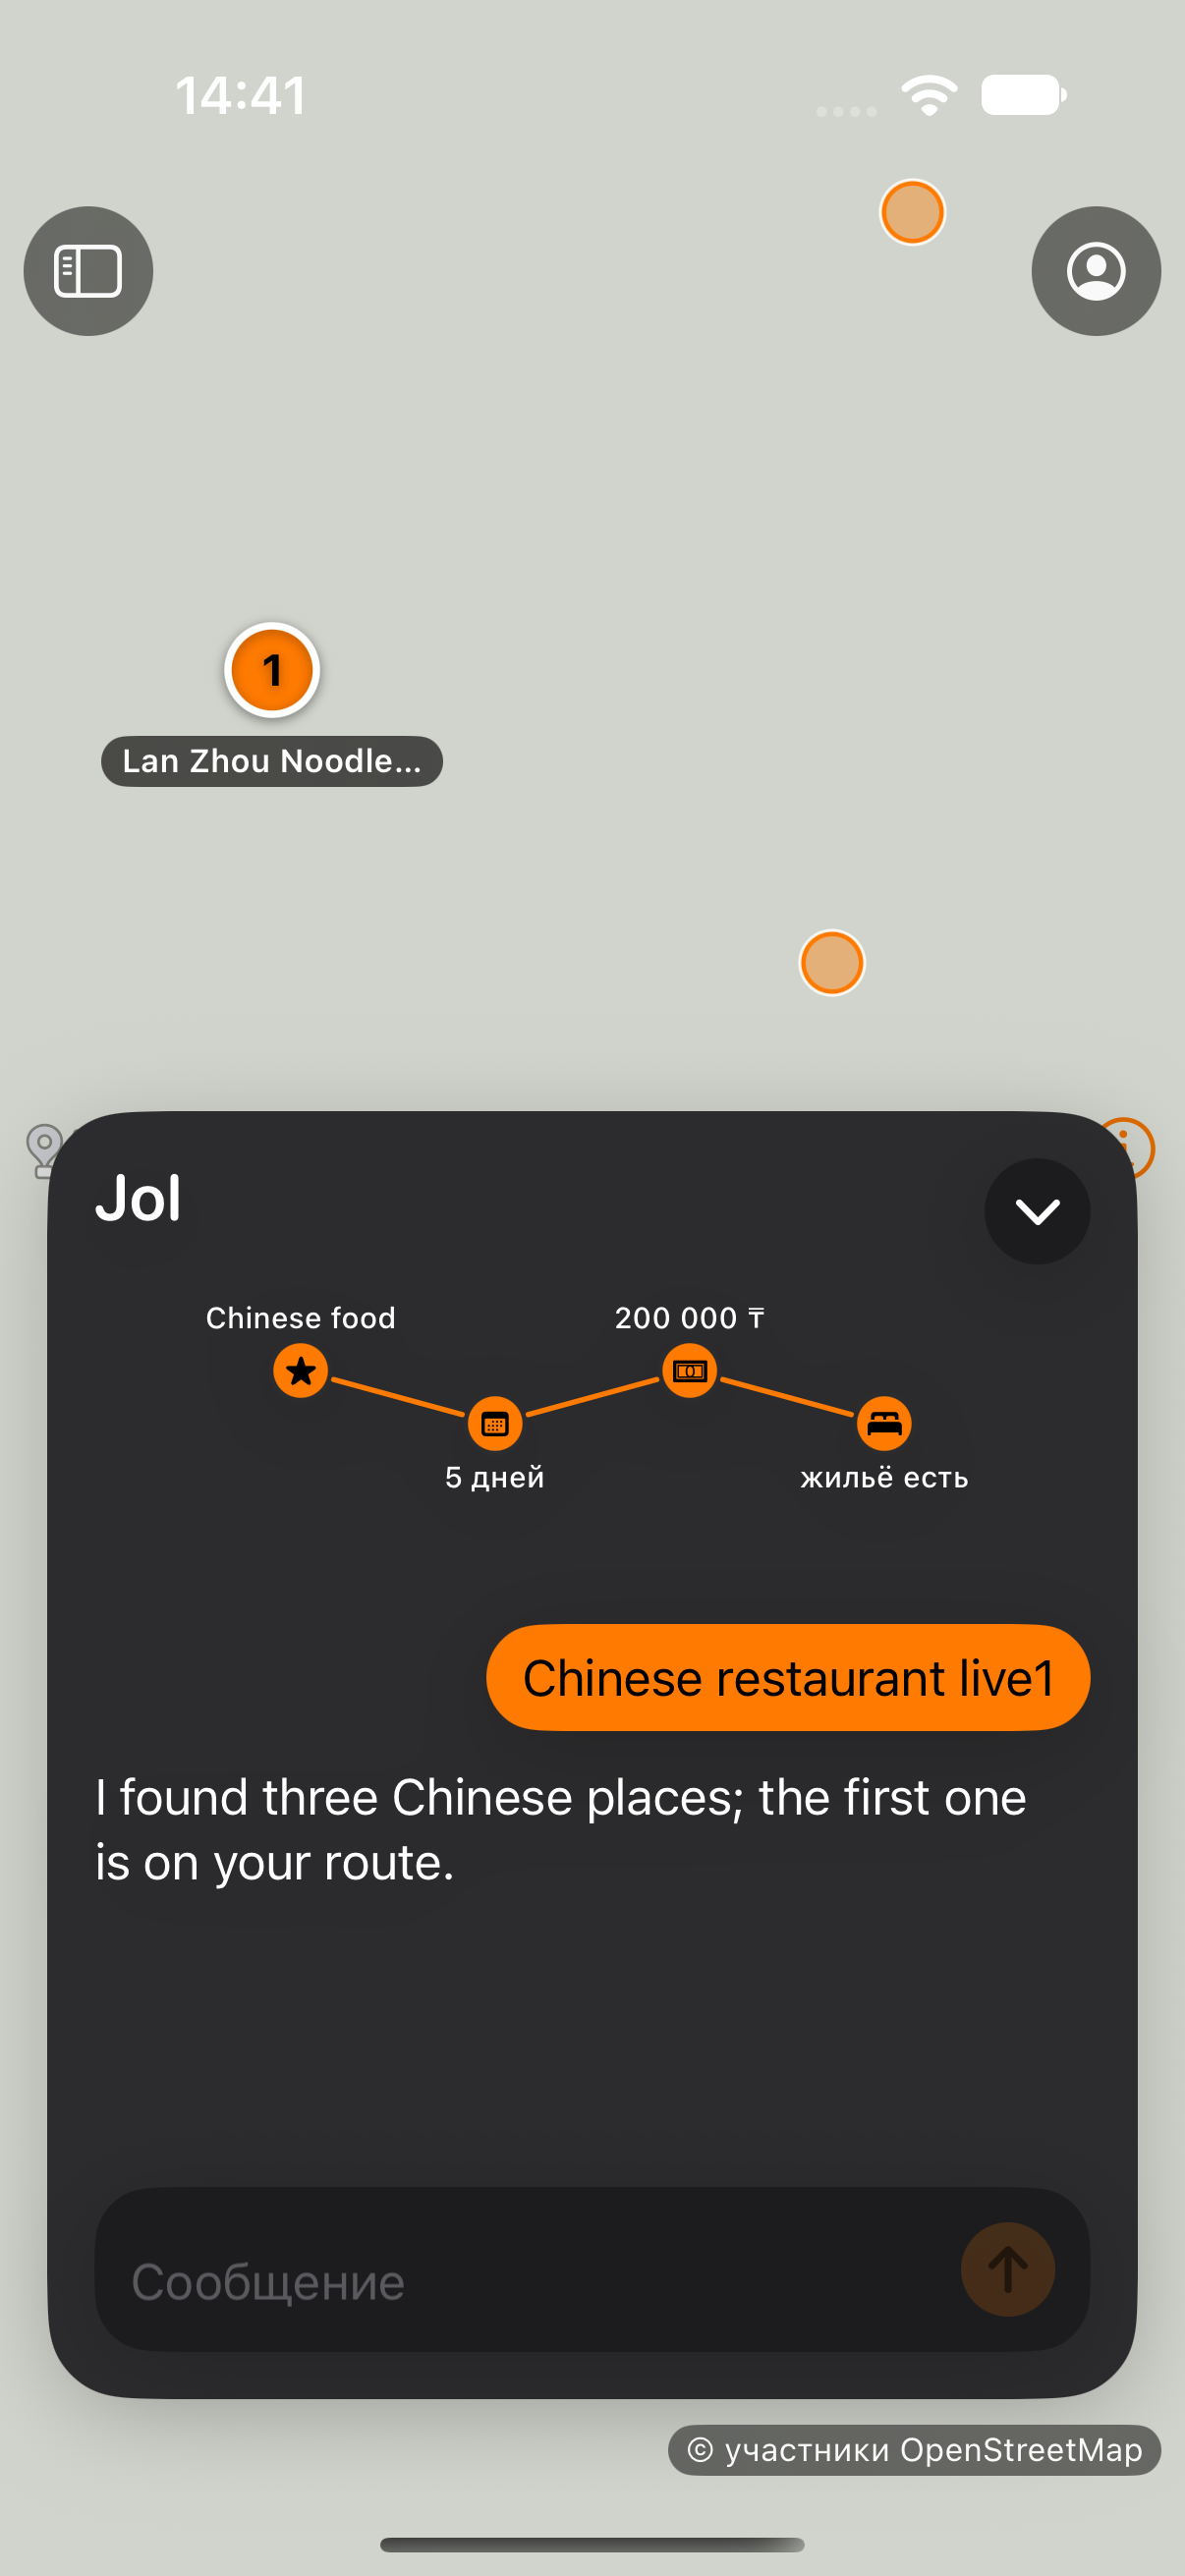 14:41
1
Lan Zhou Noodle...
Jol
Chinese food
200 000 ₸
5 дней
жильё есть
Chinese restaurant live1
I found three Chinese places; the first one
is on your route.
Сообщение
© участники OpenStreetMap